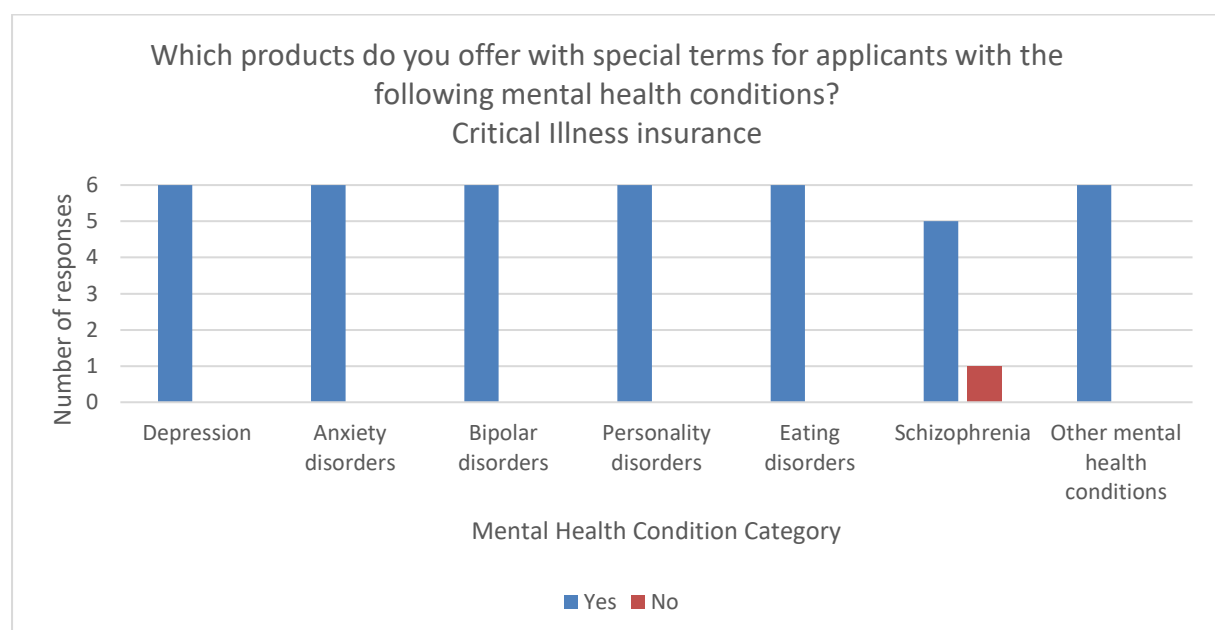 Which products do you offer with special terms for applicants with the
following mental health conditions?
Critical Illness insurance
Number of responses
6
5
4
3
2
1
0
Depression
Anxiety
disorders
Bipolar
disorders
Personality
disorders
Eating
disorders
Schizophrenia
Other mental
health
conditions
Mental Health Condition Category
Yes No